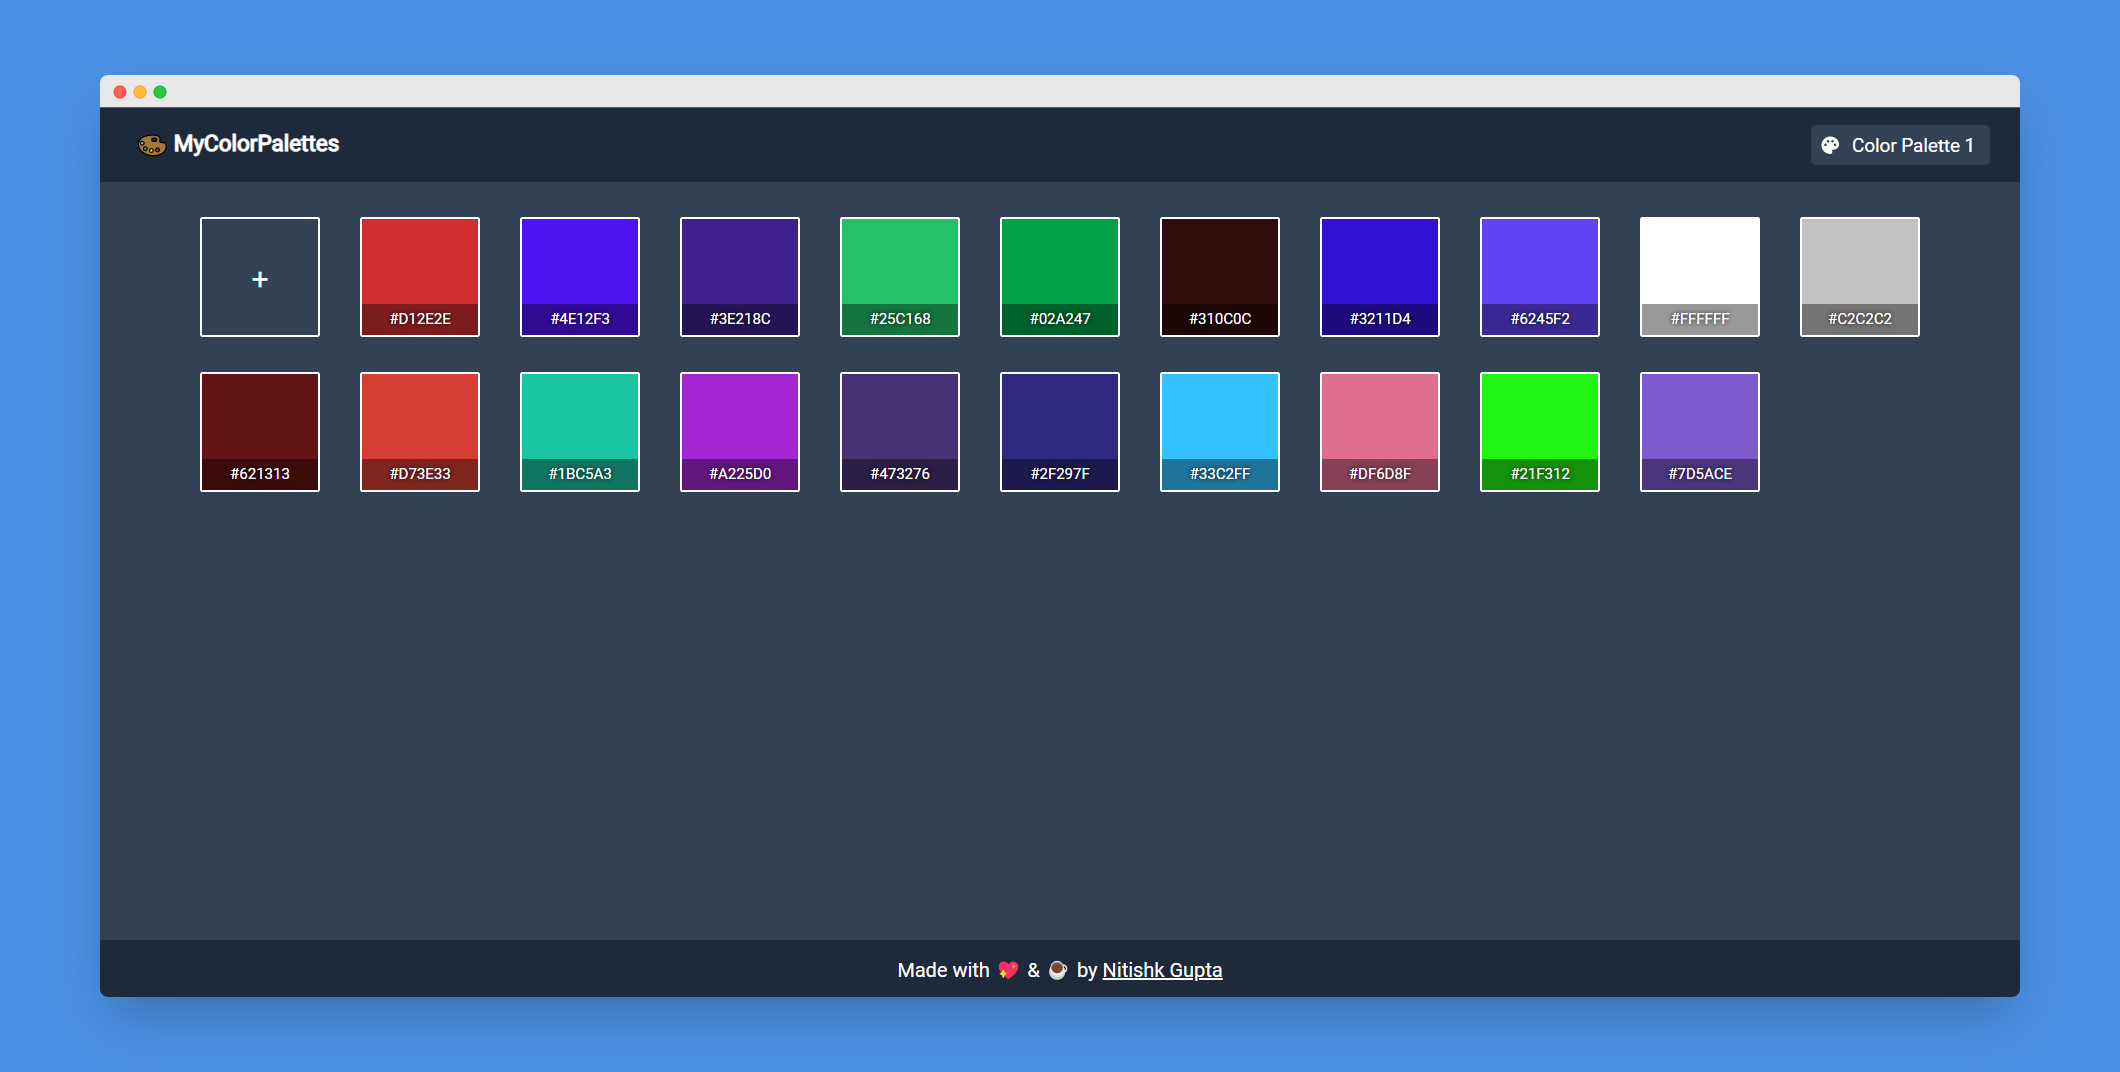 MyColorPalettes
Color Palette 1
+
#D12E2E
#4E12F3
#3E218C
#25C168
#02A247
#310C0C
#3211D4
#6245F2
#FFFFFF
#C2C2C2
#621313
#D73E33
#1BC5A3
#A225D0
#473276
#2F297F
#33C2FF
#DF6D8F
#21F312
#7D5ACE
Made with 💖 & ☕ by Nitishk Gupta